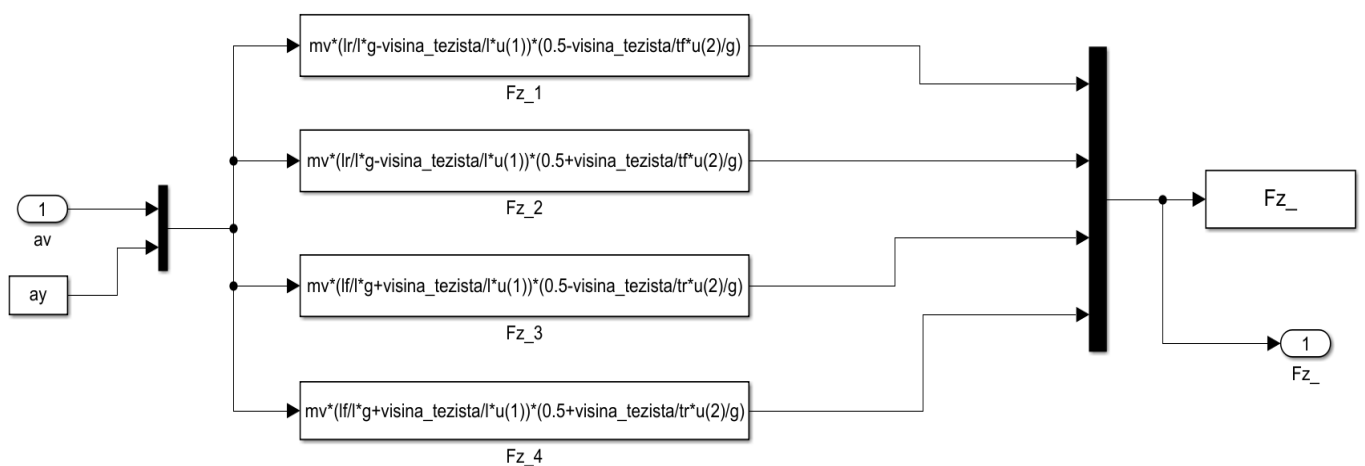 mv*(lr/l*g-visina_tezista/l*u(1))*(0.5-visina_tezista/tf*u(2)/g)
Fz_1
mv*(lr/l*g-visina_tezista/l*u(1))*(0.5+visina_tezista/tf*u(2)/g)
Fz_2
1
av
ay
mv*(lf/l*g+visina_tezista/l*u(1))*(0.5-visina_tezista/tr*u(2)/g)
Fz_3
mv*(lf/l*g+visina_tezista/l*u(1))*(0.5+visina_tezista/tr*u(2)/g)
Fz_4
Fz_
1
Fz_